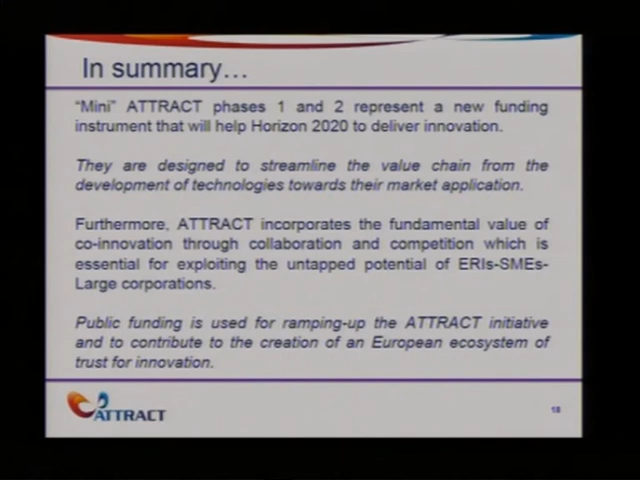 In summary…
“Mini” ATTRACT phases 1 and 2 represent a new funding
instrument that will help Horizon 2020 to deliver innovation.
They are designed to streamline the value chain from the
development of technologies towards their market application.
Furthermore, ATTRACT incorporates the fundamental value of
co-innovation through collaboration and competition which is
essential for exploiting the untapped potential of ERIs-SMEs-
Large corporations.
Public funding is used for ramping-up the ATTRACT initiative
and to contribute to the creation of an European ecosystem of
trust for innovation.
ATTRACT
18